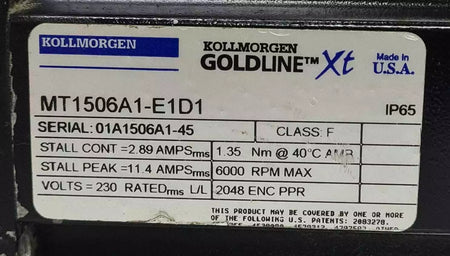 KOLLMORGEN
KOLLMORGEN
GOLDLINE™ Xt
Made in
U.S.A.
MT1506A1-E1D1
IP65
SERIAL: 01A1506A1-45
CLASS: F
STALL CONT =2.89 AMPSrms
1.35 Nm @ 40°C AMB
STALL PEAK =11.4 AMPSrms
6000 RPM MAX
VOLTS = 230 RATEDrms L/L
2048 ENC PPR
THIS PRODUCT MAY BE COVERED BY ONE OR MORE
OF THE FOLLOWING U.S. PATENTS: